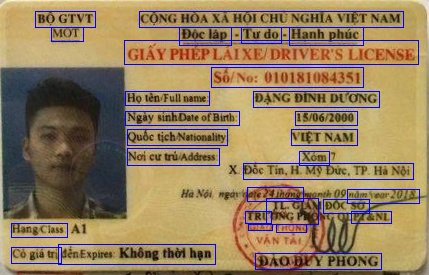 BỘ GTVT
MOT
CỘNG HÒA XÃ HỘI CHỦ NGHĨA VIỆT NAM
Độc lập - Tự do - Hạnh phúc
GIẤY PHÉP LÁI XE/ DRIVER'S LICENSE
Số/No: 010181084351
Họ tên/Full name: ĐẶNG ĐÌNH DƯƠNG
Ngày sinh/Date of Birth: 15/06/2000
Quốc tịch/Nationality VIỆT NAM
Nơi cư trú/Address: Xóm 7
X. Đốc Tín, H. Mỹ Đức, TP. Hà Nội
Hà Nội, ngày/date 24 tháng/month 09 năm/year 2018
TL. GIÁM ĐỐC SỞ
TRƯỞNG PHÒNG QLPT&NL
Hạng/Class A1
GIAO THÔNG
VẬN TẢI
Có giá trị đến/Expires: Không thời hạn
ĐÀO DUY PHONG